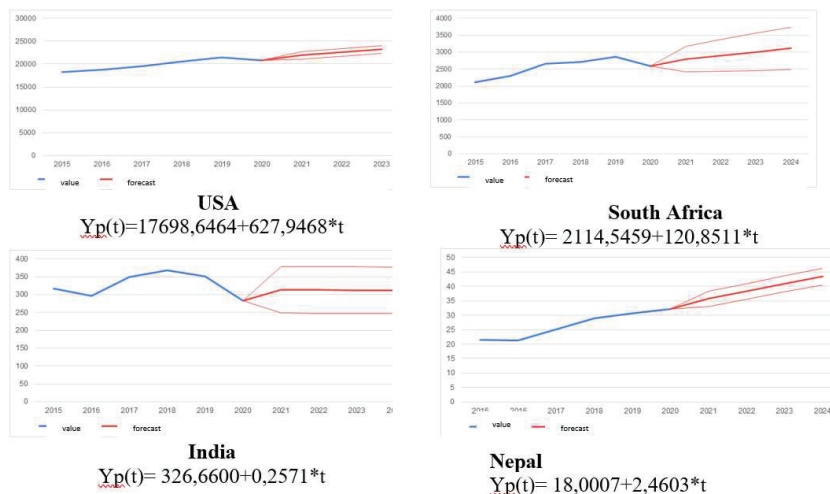 30000
25000
20000
15000
10000
5000
0
2015 2016 2017 2018 2019 2020 2021 2022 2023
value forecast
USA
Yp(t)=17698,6464+627,9468*t
4000
3500
3000
2500
2000
1500
1000
500
0
2015 2016 2017 2018 2019 2020 2021 2022 2023 2024
value forecast
South Africa
Yp(t)= 2114,5459+120,8511*t
400
350
300
250
200
150
100
50
0
2015 2016 2017 2018 2019 2020 2021 2022 2023
value forecast
India
Yp(t)= 326,6600+0,2571*t
50
45
40
35
30
25
20
15
10
5
0
2016 2017 2018 2019 2020 2021 2022 2023 2024
value forecast
Nepal
Yp(t)= 18,0007+2,4603*t